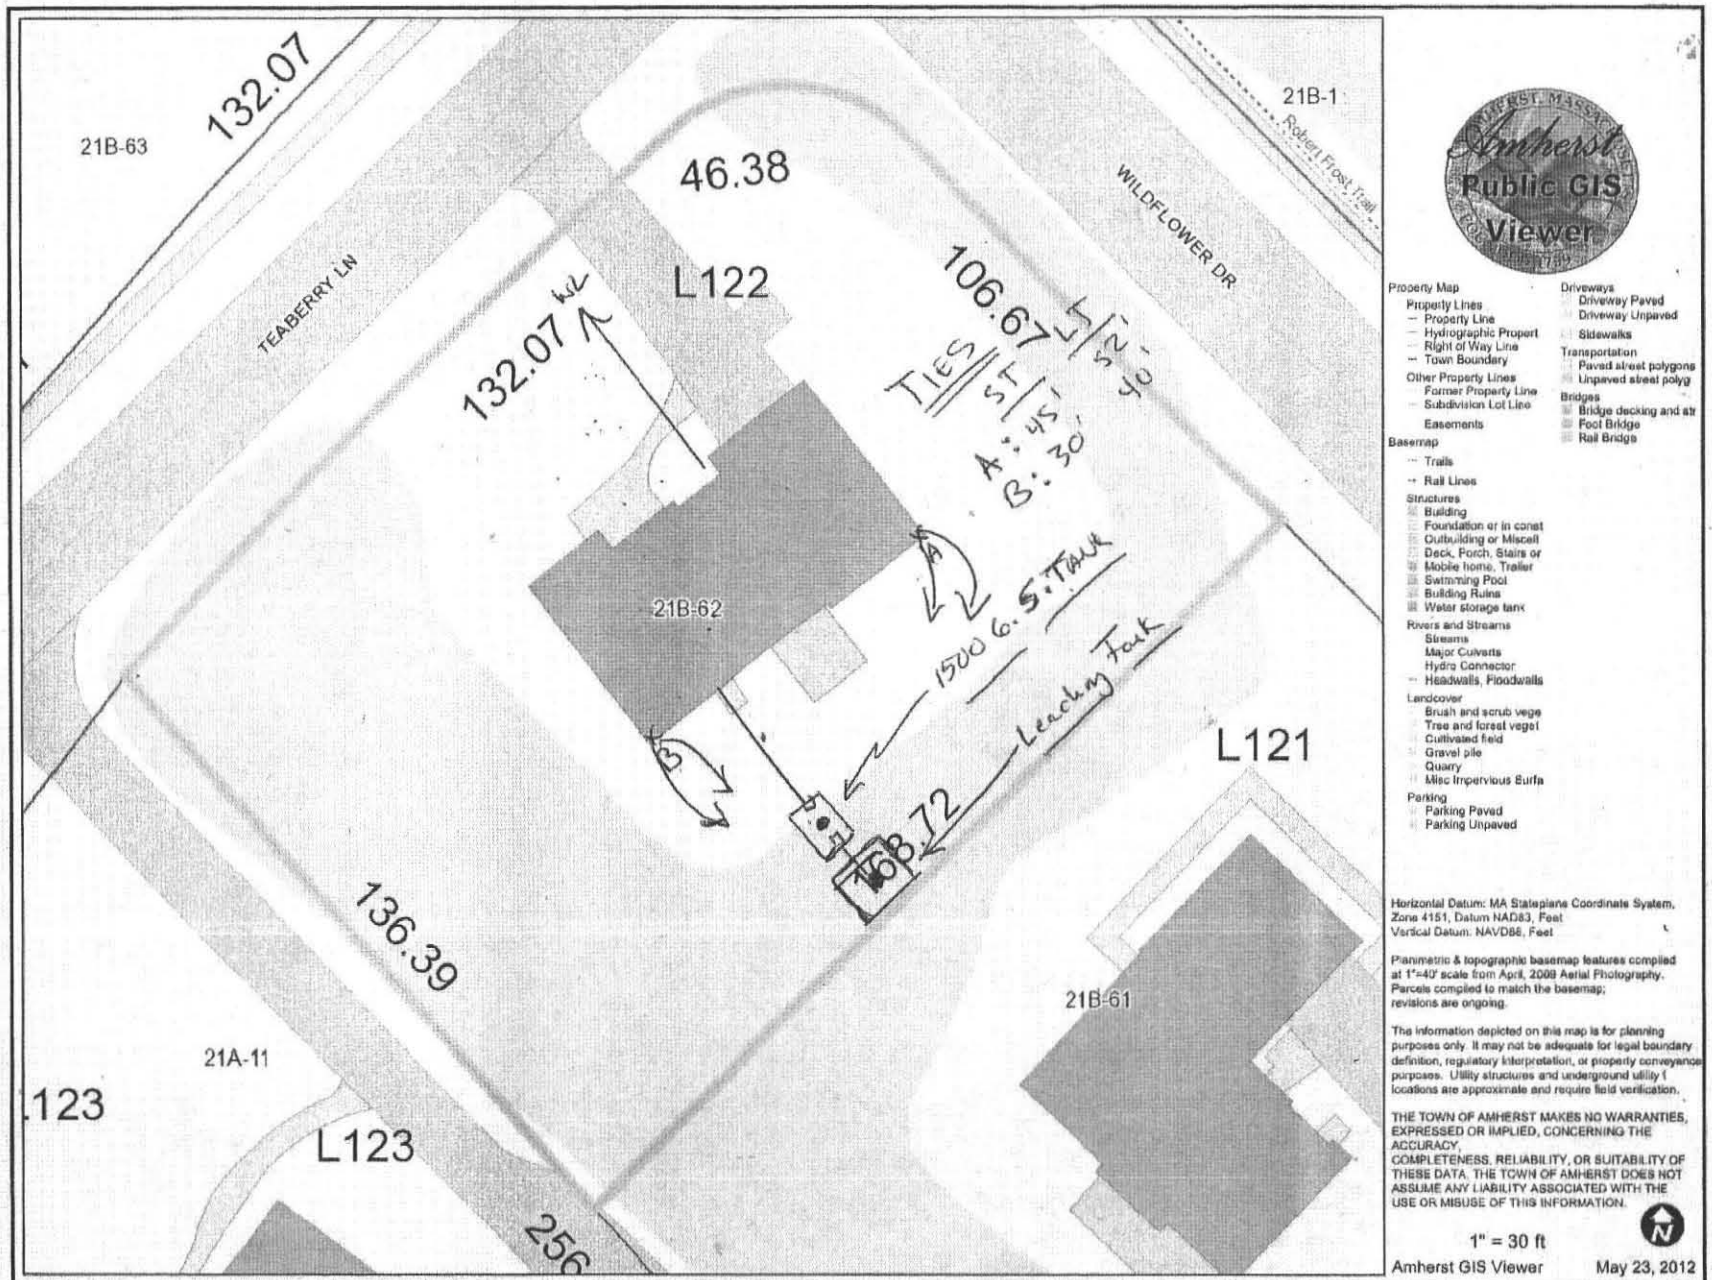 132.07
21B-63
46.38
21B-1
Robert Frost Trail
WILDFLOWER DR
TEABERRY LN
L122
132.07
106.67
TIES
ST / LT
A: 45' / 52'
B: 30' 40'
A
1500 G. S. TANK
21B-62
Leaching Tank
B
L121
168.72
136.39
21B-61
21A-11
.123
L123
256
Amherst
Public GIS
Viewer
Property Map
Property Lines
Property Line
Hydrographic Propert
Right of Way Line
Town Boundary
Other Property Lines
Former Property Line
Subdivision Lot Line
Easements
Basemap
Trails
Rail Lines
Structures
Building
Foundation or in const
Outbuilding or Miscell
Deck, Porch, Stairs or
Mobile home, Trailer
Swimming Pool
Building Ruins
Water storage tank
Rivers and Streams
Streams
Major Culverts
Hydro Connector
Headwalls, Floodwalls
Landcover
Brush and scrub vege
Tree and forest veget
Cultivated field
Gravel pile
Quarry
Misc Impervious Surfa
Parking
Parking Paved
Parking Unpaved
Driveways
Driveway Paved
Driveway Unpaved
Sidewalks
Transportation
Paved street polygons
Unpaved street polyg
Bridges
Bridge decking and str
Foot Bridge
Rail Bridge
Horizontal Datum: MA Stateplane Coordinate System,
Zone 4151, Datum NAD83, Feet
Vertical Datum: NAVD88, Feet
Planimetric & topographic basemap features compiled
at 1"=40' scale from April, 2009 Aerial Photography.
Parcels compiled to match the basemap;
revisions are ongoing.
The information depicted on this map is for planning
purposes only. It may not be adequate for legal boundary
definition, regulatory interpretation, or property conveyance
purposes. Utility structures and underground utility
locations are approximate and require field verification.
THE TOWN OF AMHERST MAKES NO WARRANTIES,
EXPRESSED OR IMPLIED, CONCERNING THE
ACCURACY,
COMPLETENESS, RELIABILITY, OR SUITABILITY OF
THESE DATA. THE TOWN OF AMHERST DOES NOT
ASSUME ANY LIABILITY ASSOCIATED WITH THE
USE OR MISUSE OF THIS INFORMATION.
N
1" = 30 ft
Amherst GIS Viewer May 23, 2012